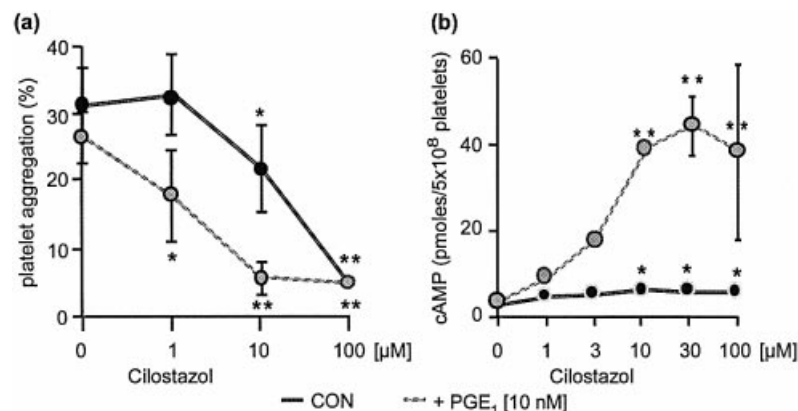 (a)
40
30
20
10
0
platelet aggregation (%)
*
*
**
**
**
0 1 10 100 [µM]
Cilostazol
(b)
60
40
20
0
cAMP (pmoles/5x10⁸ platelets)
**
**
**
*
*
*
0 1 3 10 30 100 [µM]
Cilostazol
CON
+ PGE₁ [10 nM]